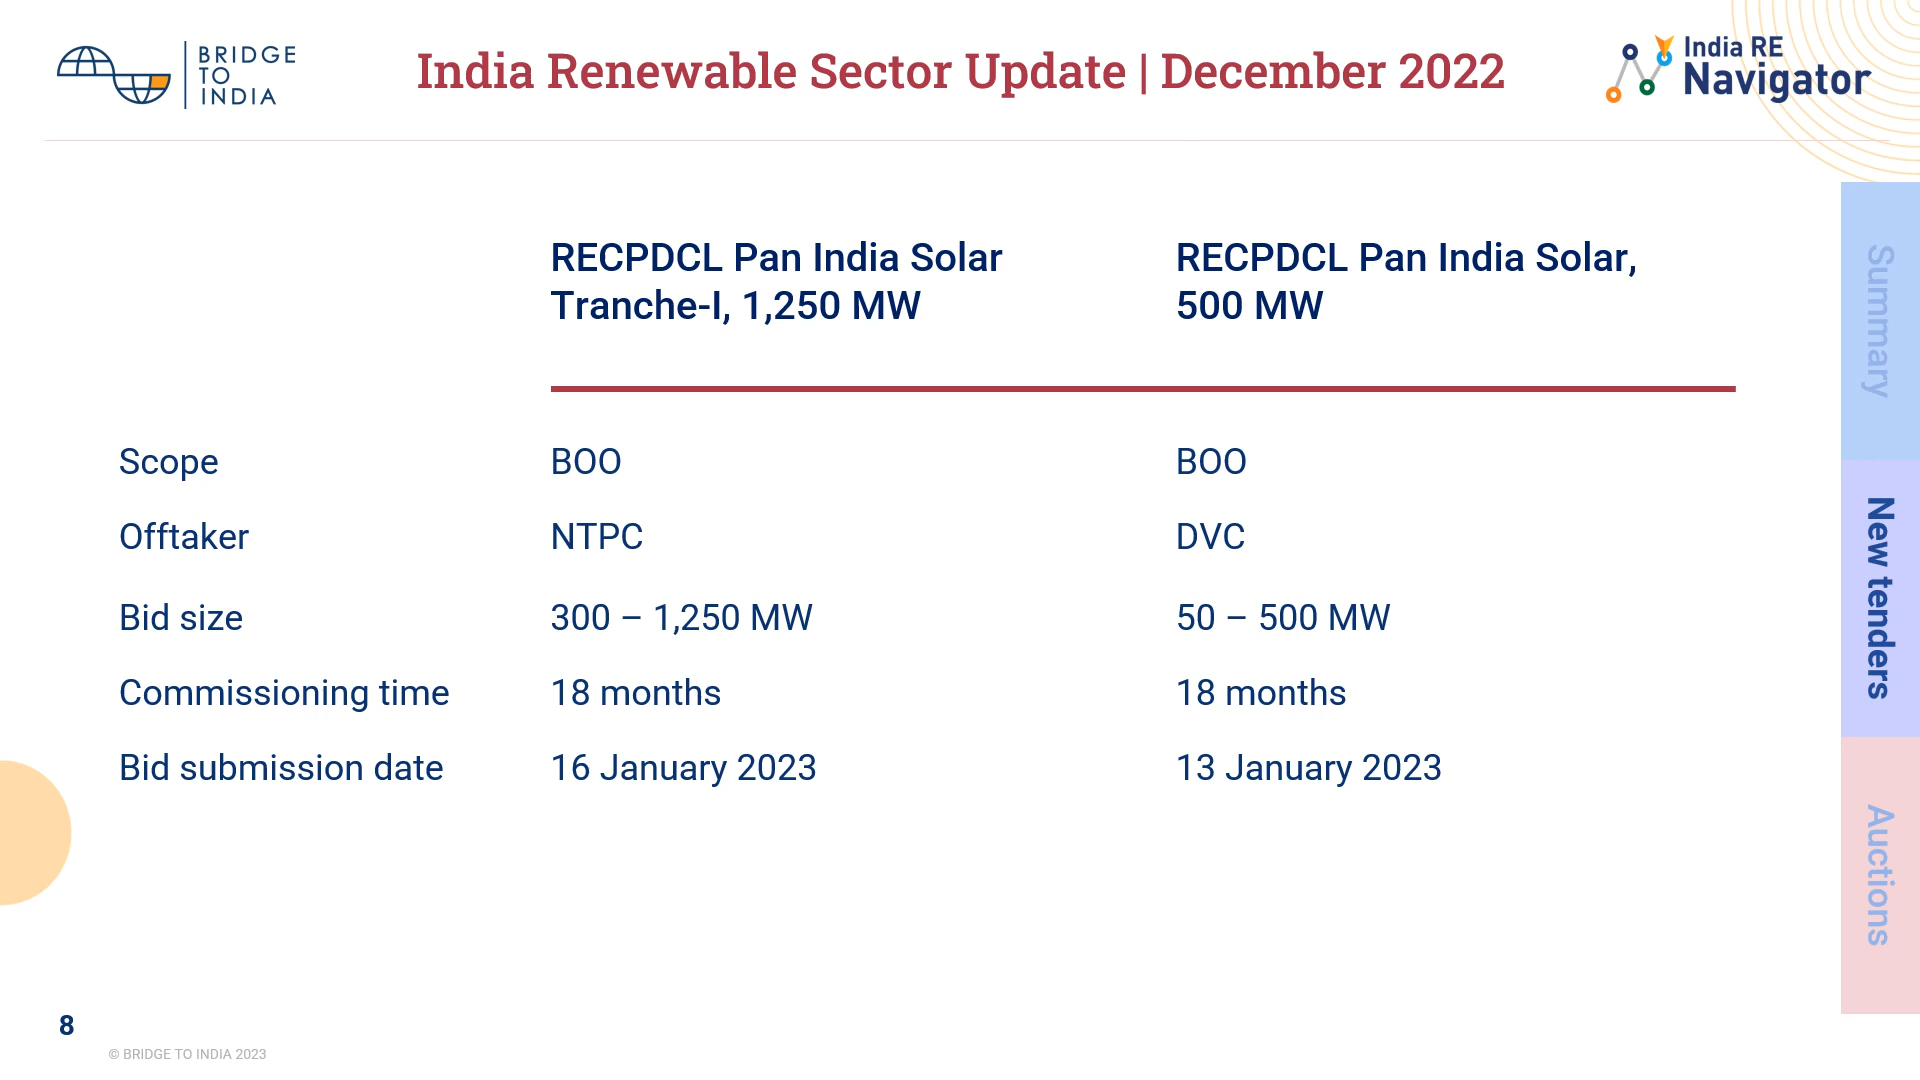 BRIDGE
TO
INDIA
India Renewable Sector Update | December 2022
India RE
Navigator
RECPDCL Pan India Solar
Tranche-I, 1,250 MW
RECPDCL Pan India Solar,
500 MW
Scope
BOO
BOO
Offtaker
NTPC
DVC
Bid size
300 – 1,250 MW
50 – 500 MW
Commissioning time
18 months
18 months
Bid submission date
16 January 2023
13 January 2023
Summary
New tenders
Auctions
8
© BRIDGE TO INDIA 2023